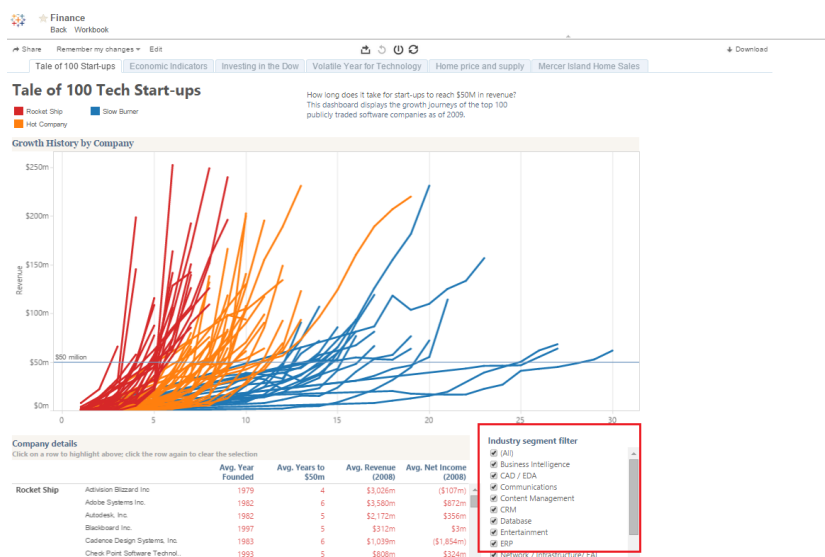 Finance
Back Workbook
Share Remember my changes Edit Download
Tale of 100 Start-ups Economic Indicators Investing in the Dow Volatile Year for Technology Home price and supply Mercer Island Home Sales
Tale of 100 Tech Start-ups
How long does it take for start-ups to reach $50M in revenue?
This dashboard displays the growth journeys of the top 100
publicly traded software companies as of 2009.
Rocket Ship Slow Burner
Hot Company
Growth History by Company
$250m
$200m
$150m
$100m
$50m
$0m
Revenue
$50 million
0 5 10 15 20 25 30
Company details
Click on a row to highlight above; click the row again to clear the selection
Avg. Year Founded
Avg. Years to $50m
Avg. Revenue (2008)
Avg. Net Income (2008)
Rocket Ship Activision Blizzard Inc. 1979 4 $3,026m ($107m)
Adobe Systems Inc. 1982 6 $3,580m $872m
Autodesk, Inc. 1982 5 $2,172m $356m
Blackboard Inc. 1997 5 $312m $3m
Cadence Design Systems, Inc. 1983 6 $1,039m ($1,854m)
Check Point Software Technol.. 1993 5 $808m $324m
Industry segment filter
(All)
Business Intelligence
CAD / EDA
Communications
Content Management
CRM
Database
Entertainment
ERP
Network / Infrastructure/ EAI